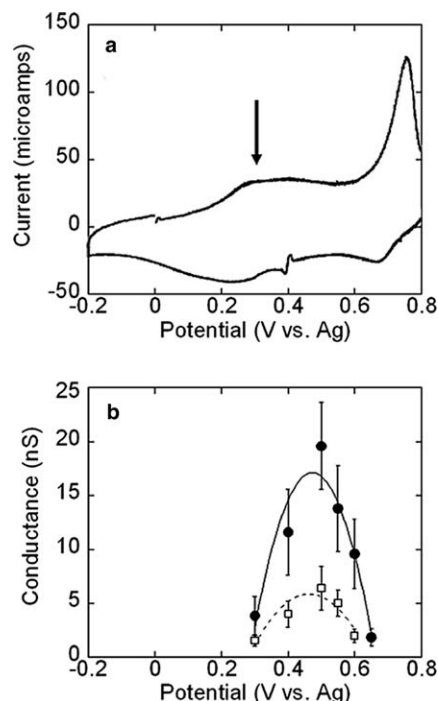 a
150
100
50
0
-50
Current (microamps)
-0.2 0 0.2 0.4 0.6 0.8
Potential (V vs. Ag)
b
25
20
15
10
5
0
Conductance (nS)
-0.2 0 0.2 0.4 0.6 0.8
Potential (V vs. Ag)